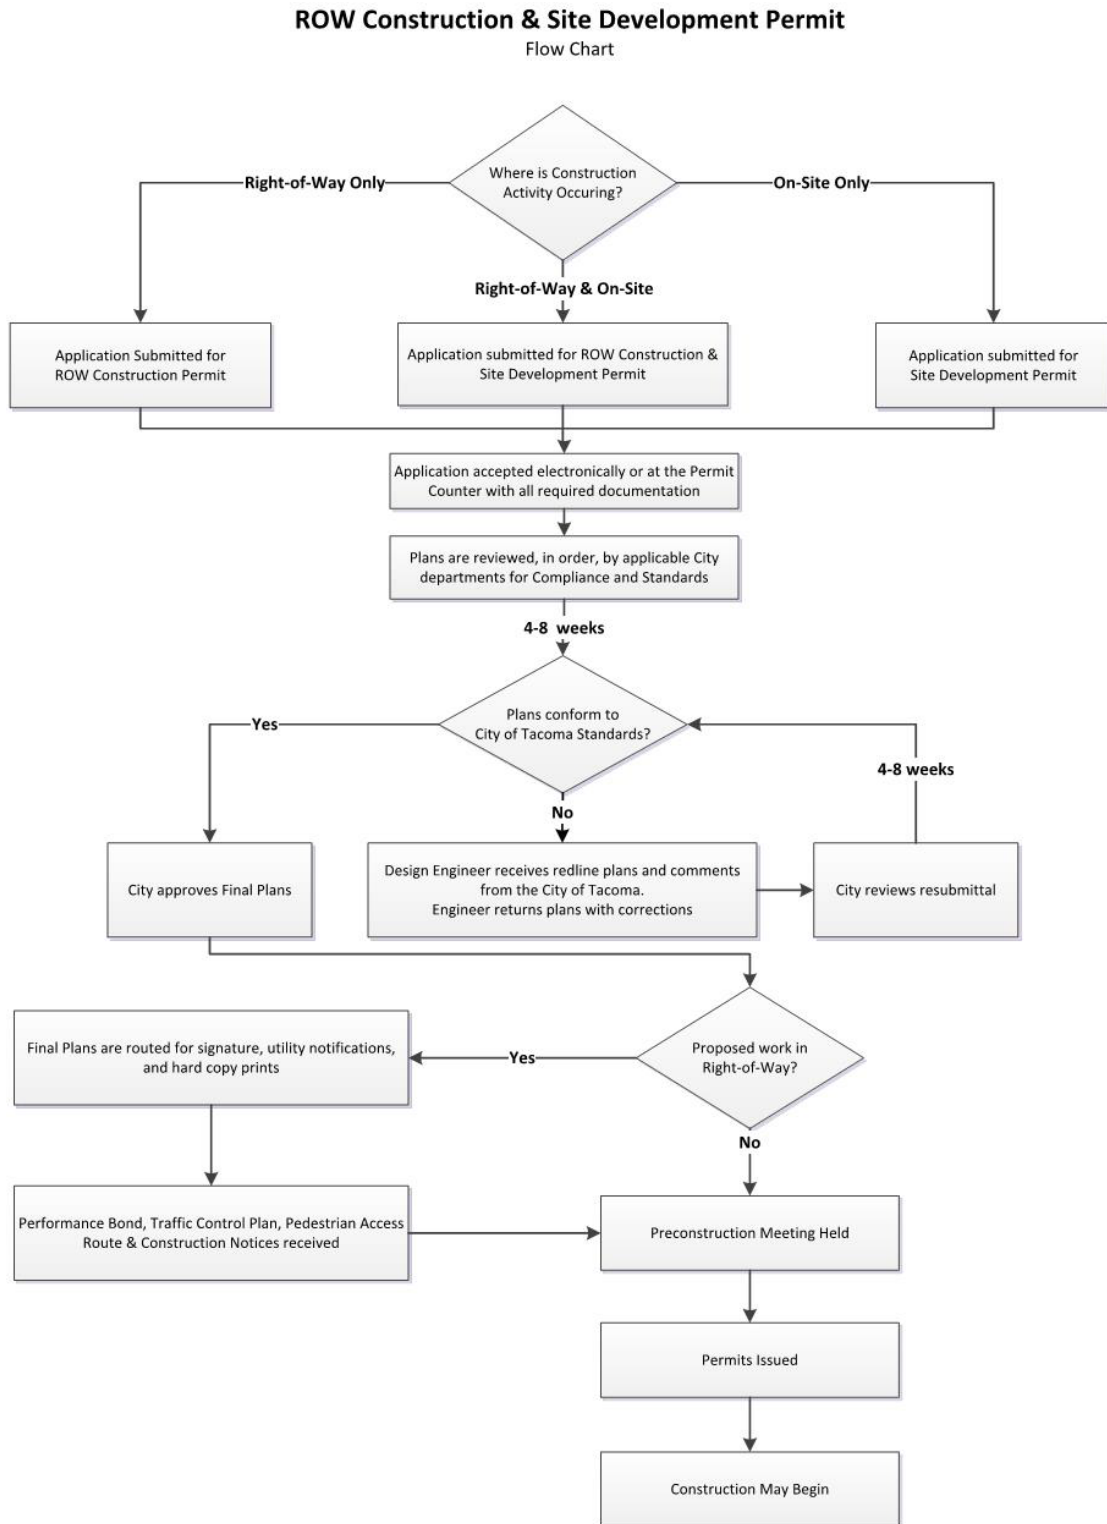 ROW Construction & Site Development Permit
Flow Chart
Where is Construction
Activity Occuring?
Right-of-Way Only
On-Site Only
Right-of-Way & On-Site
Application Submitted for
ROW Construction Permit
Application submitted for ROW Construction &
Site Development Permit
Application submitted for
Site Development Permit
Application accepted electronically or at the Permit
Counter with all required documentation
Plans are reviewed, in order, by applicable City
departments for Compliance and Standards
4-8 weeks
Plans conform to
City of Tacoma Standards?
Yes
4-8 weeks
No
City approves Final Plans
Design Engineer receives redline plans and comments
from the City of Tacoma.
Engineer returns plans with corrections
City reviews resubmittal
Final Plans are routed for signature, utility notifications,
and hard copy prints
Yes
Proposed work in
Right-of-Way?
No
Performance Bond, Traffic Control Plan, Pedestrian Access
Route & Construction Notices received
Preconstruction Meeting Held
Permits Issued
Construction May Begin